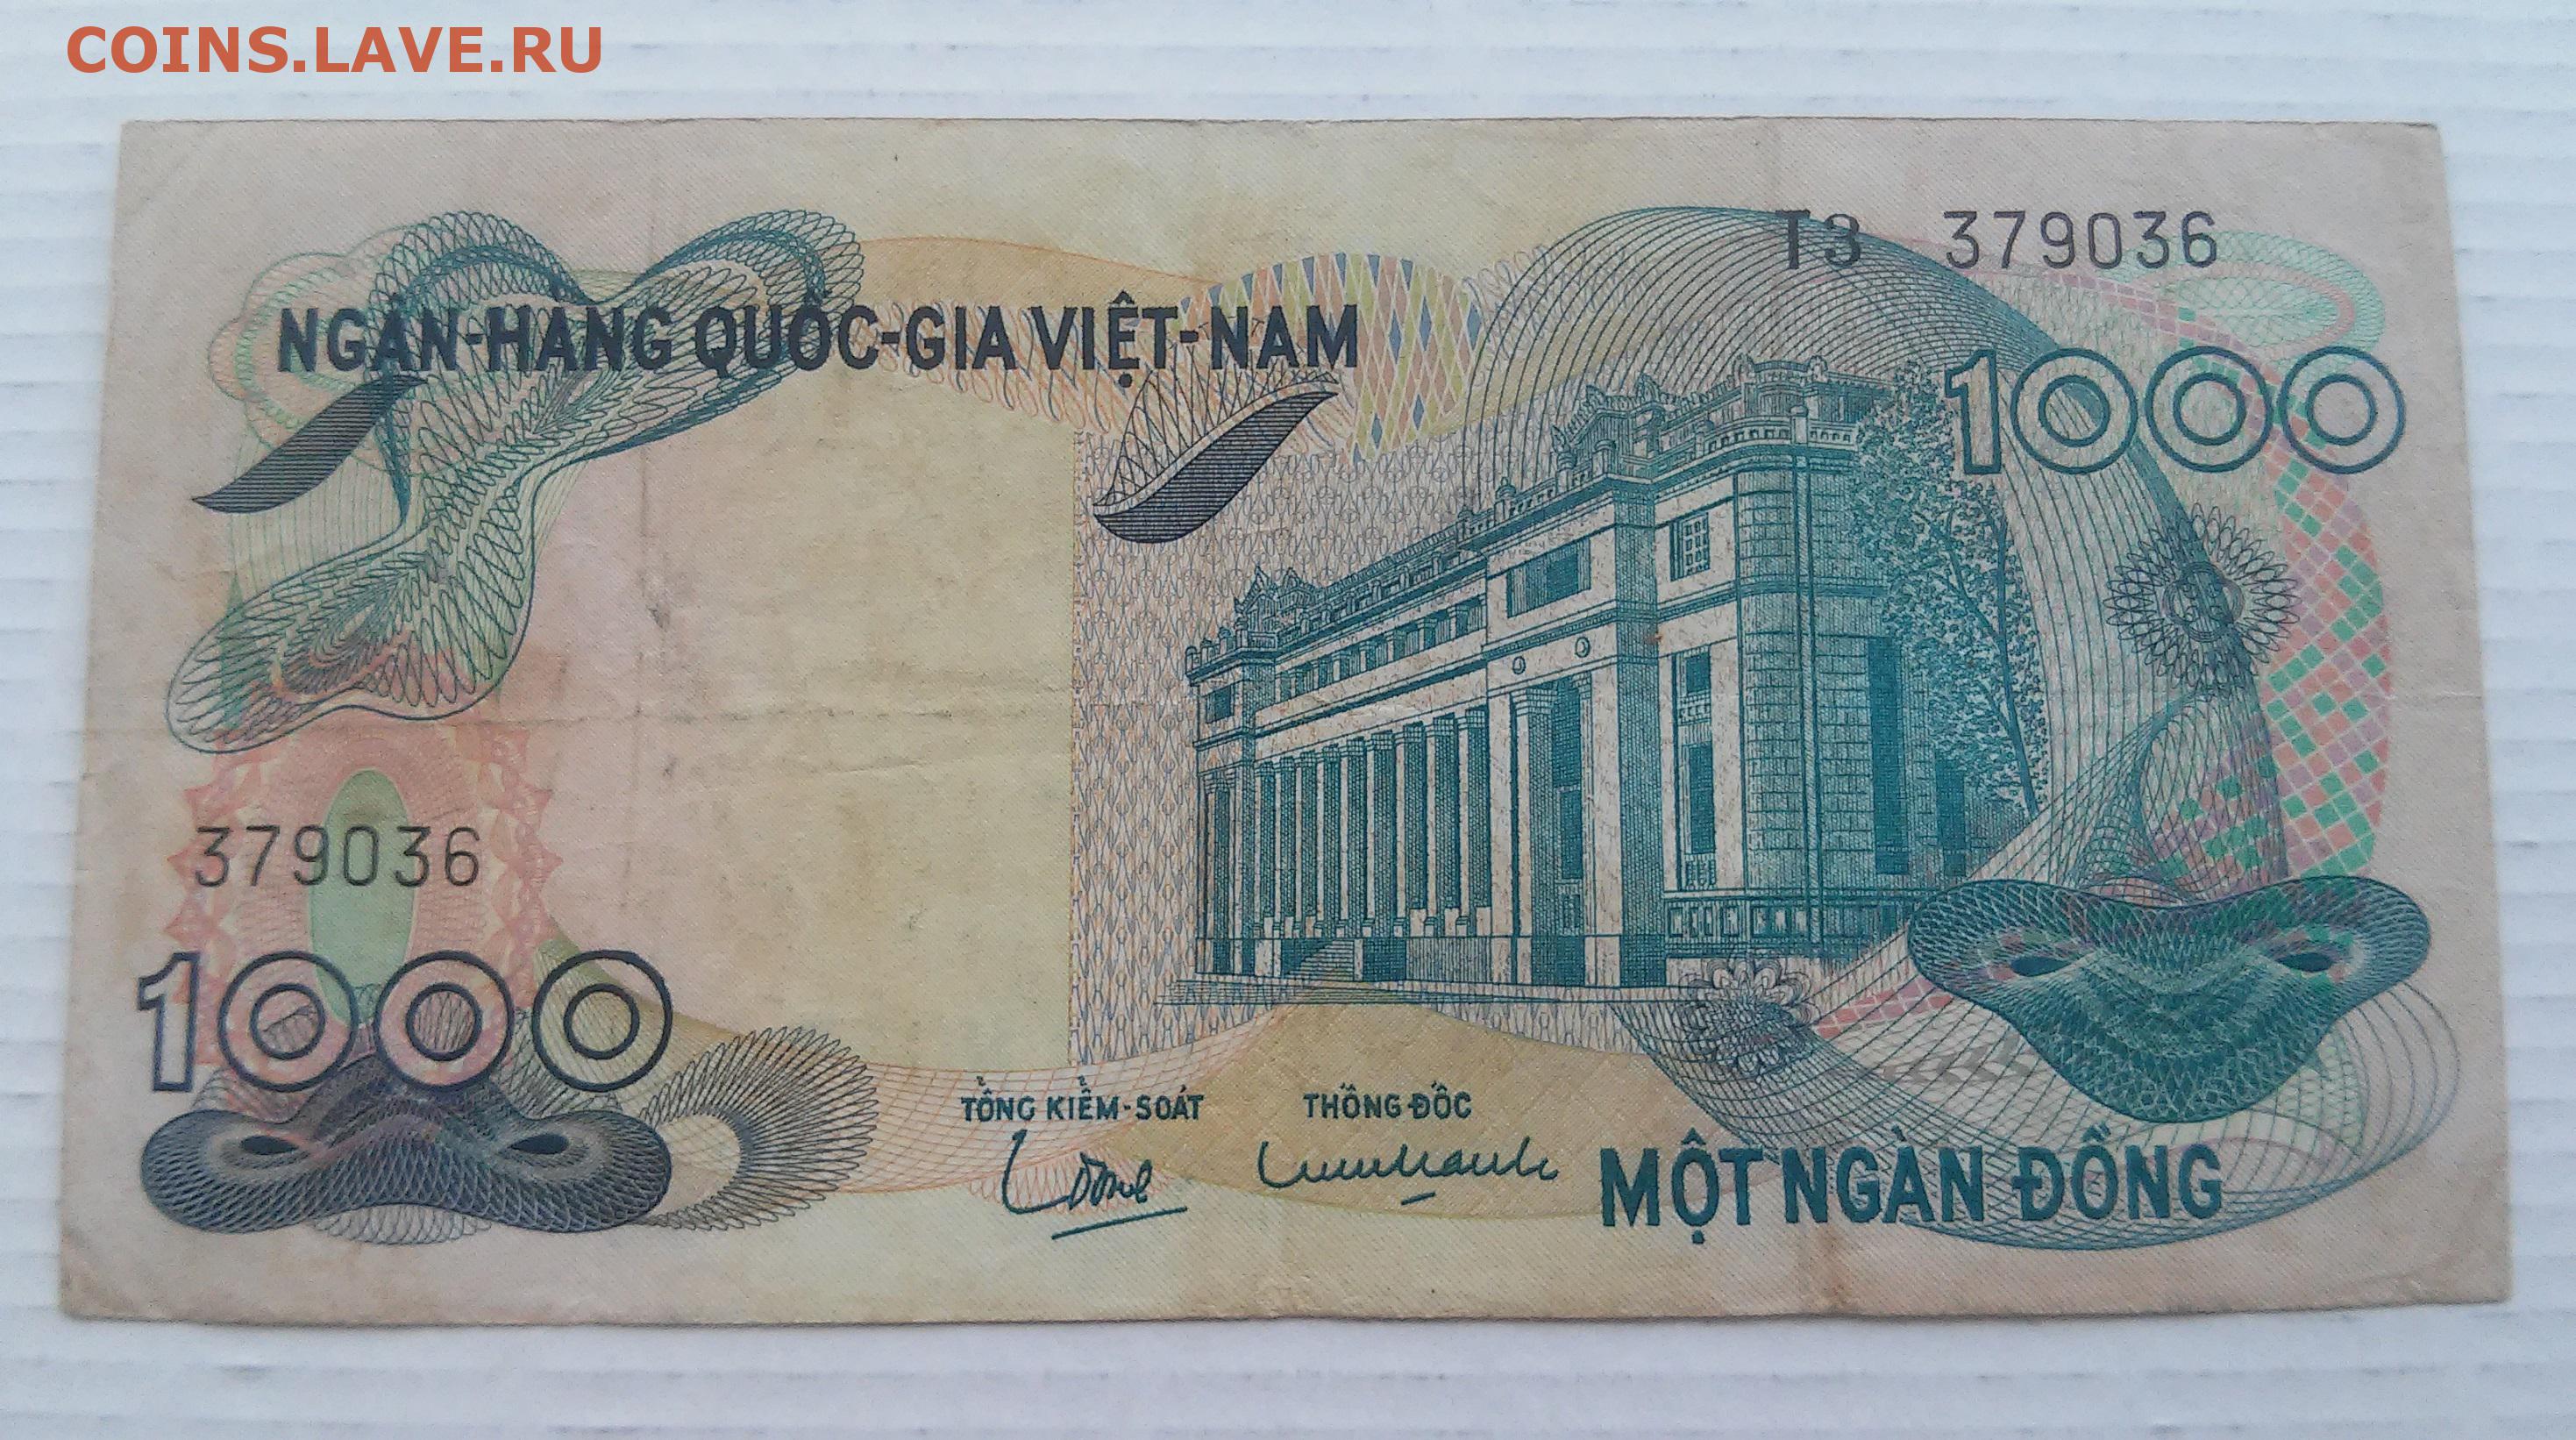 COINS.LAVE.RU
T3 379036
NGÂN-HÀNG QUỐC-GIA VIỆT-NAM
1000
379036
1000
TỔNG KIỂM-SOÁT
THỐNG ĐỐC
MỘT NGÀN ĐỒNG